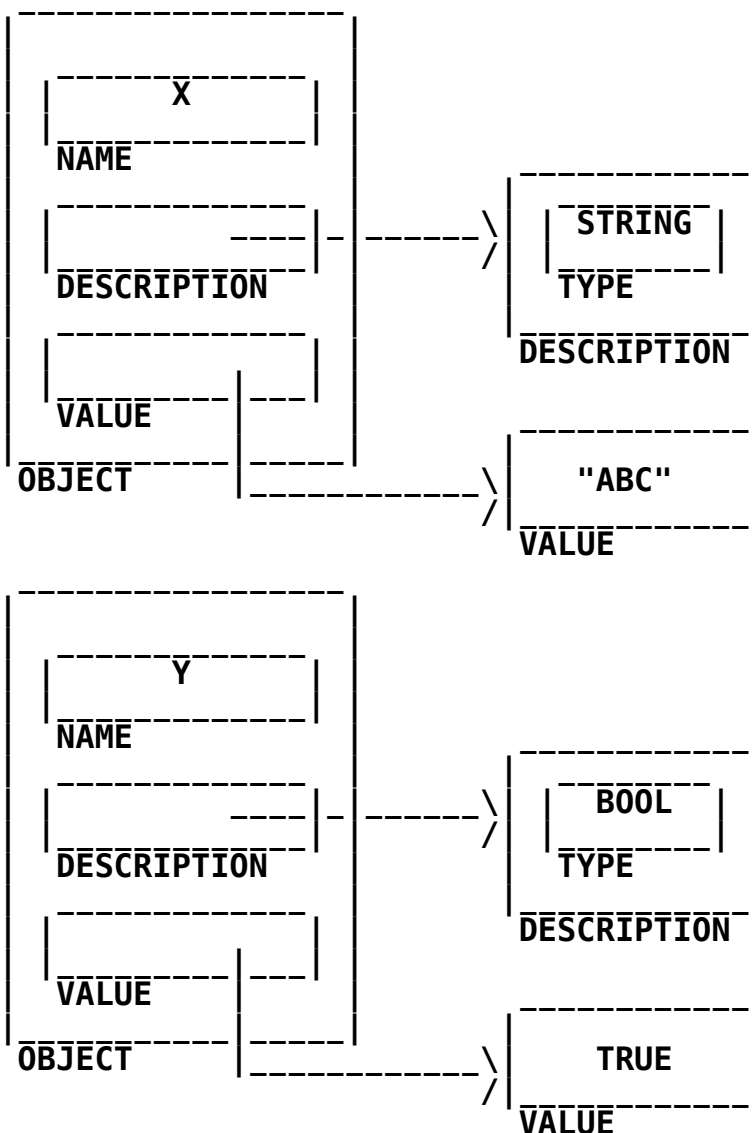 X
NAME
STRING
DESCRIPTION
TYPE
DESCRIPTION
VALUE
OBJECT
"ABC"
VALUE
Y
NAME
BOOL
DESCRIPTION
TYPE
DESCRIPTION
VALUE
OBJECT
TRUE
VALUE